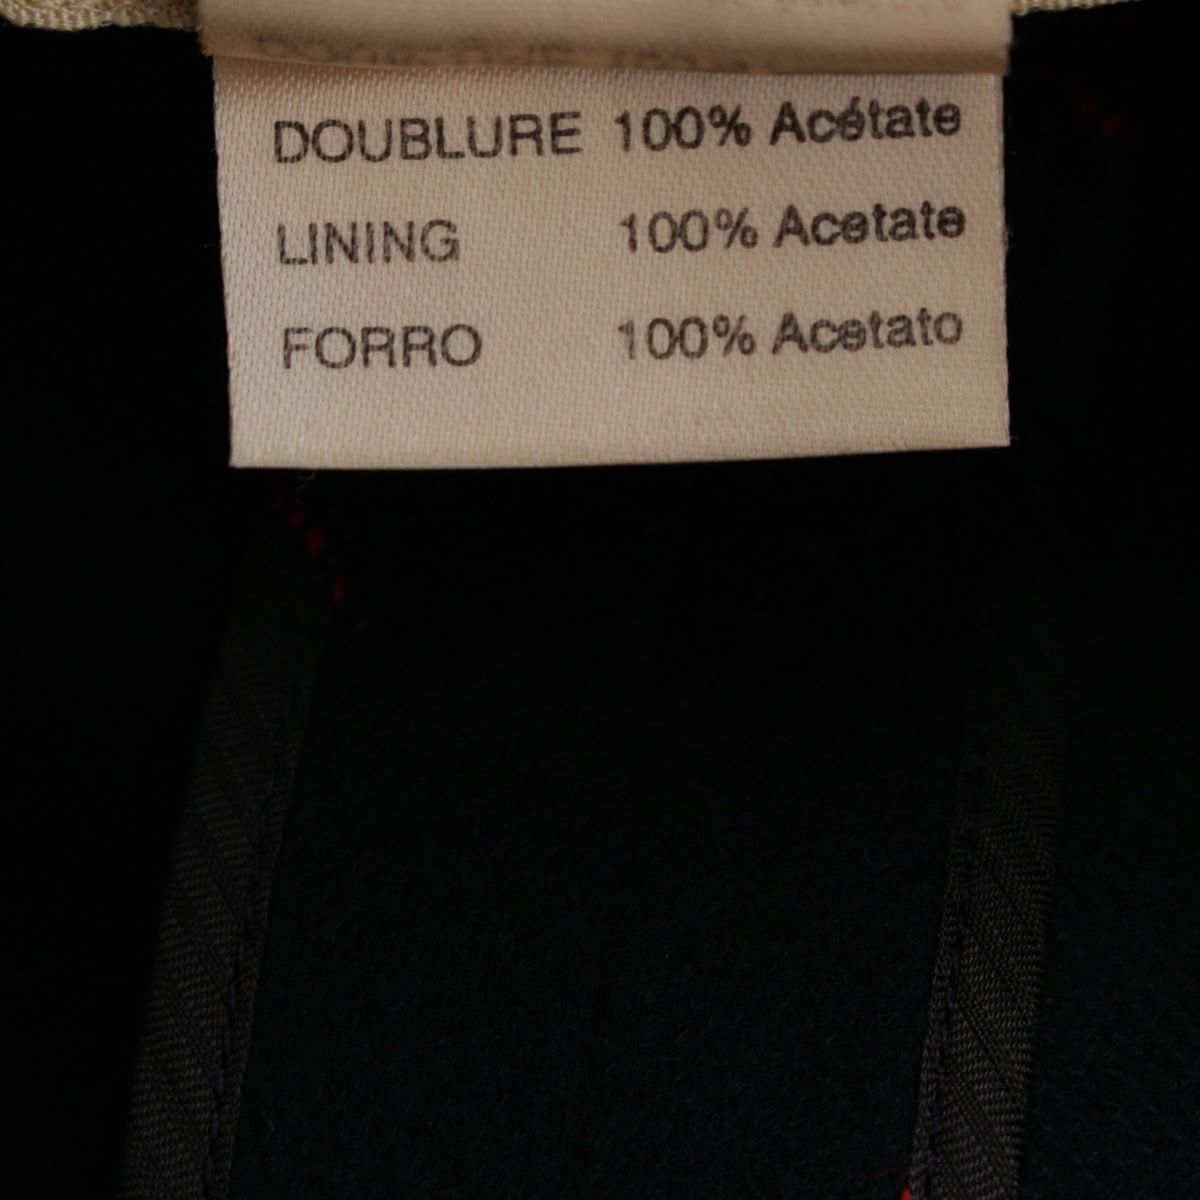 DOUBLURE 100% Acétate
LINING 100% Acetate
FORRO 100% Acetato